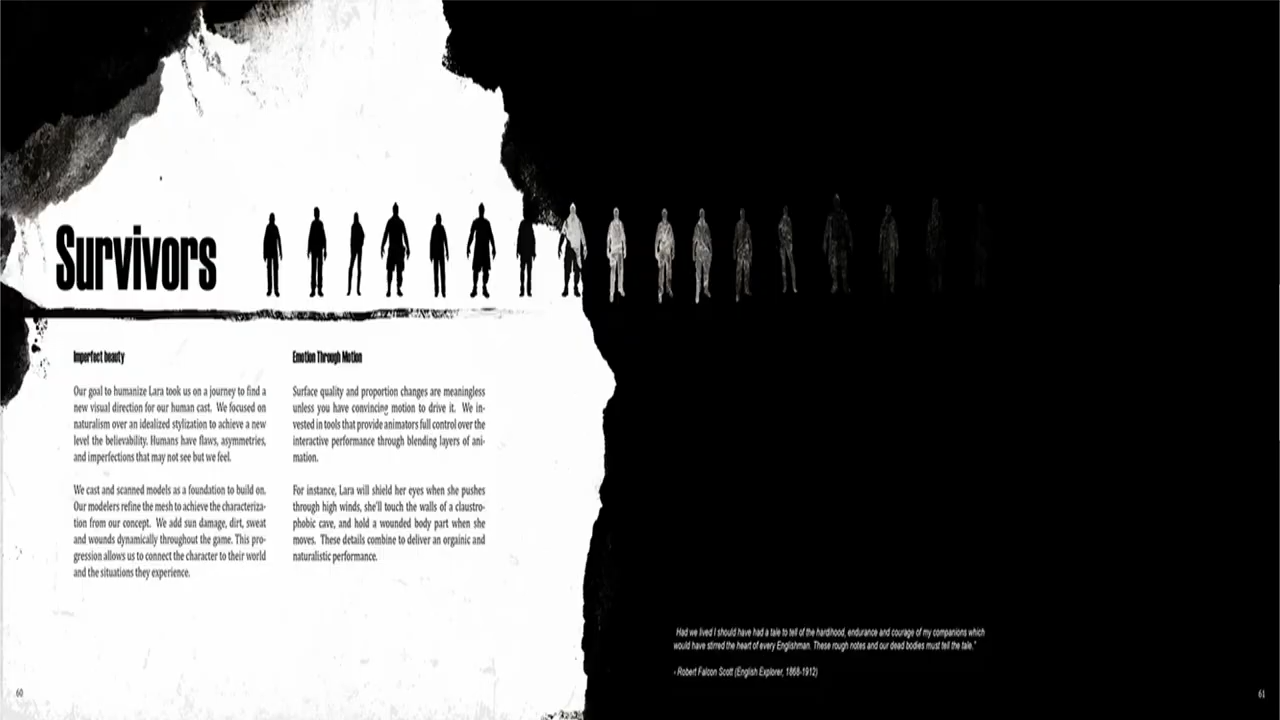 Survivors
Imperfect beauty
Our goal to humanize Lara took us on a journey to find a
new visual direction for our human cast. We focused on
naturalism over an idealized stylization to achieve a new
level the believability. Humans have flaws, asymmetries,
and imperfections that may not see but we feel.
We cast and scanned models as a foundation to build on.
Our modelers refine the mesh to achieve the characteriza-
tion from our concept. We add sun damage, dirt, sweat
and wounds dynamically throughout the game. This pro-
gression allows us to connect the character to their world
and the situations they experience.
Emotion Through Motion
Surface quality and proportion changes are meaningless
unless you have convincing motion to drive it. We in-
vested in tools that provide animators full control over the
interactive performance through blending layers of ani-
mation.
For instance, Lara will shield her eyes when she pushes
through high winds, she'll touch the walls of a claustro-
phobic cave, and hold a wounded body part when she
moves. These details combine to deliver an orgainic and
naturalistic performance.
Had we lived I should have had a tale to tell of the hardihood, endurance and courage of my companions which
would have stirred the heart of every Englishman. These rough notes and our dead bodies must tell the tale."
- Robert Falcon Scott (English Explorer, 1868-1912)
60
61